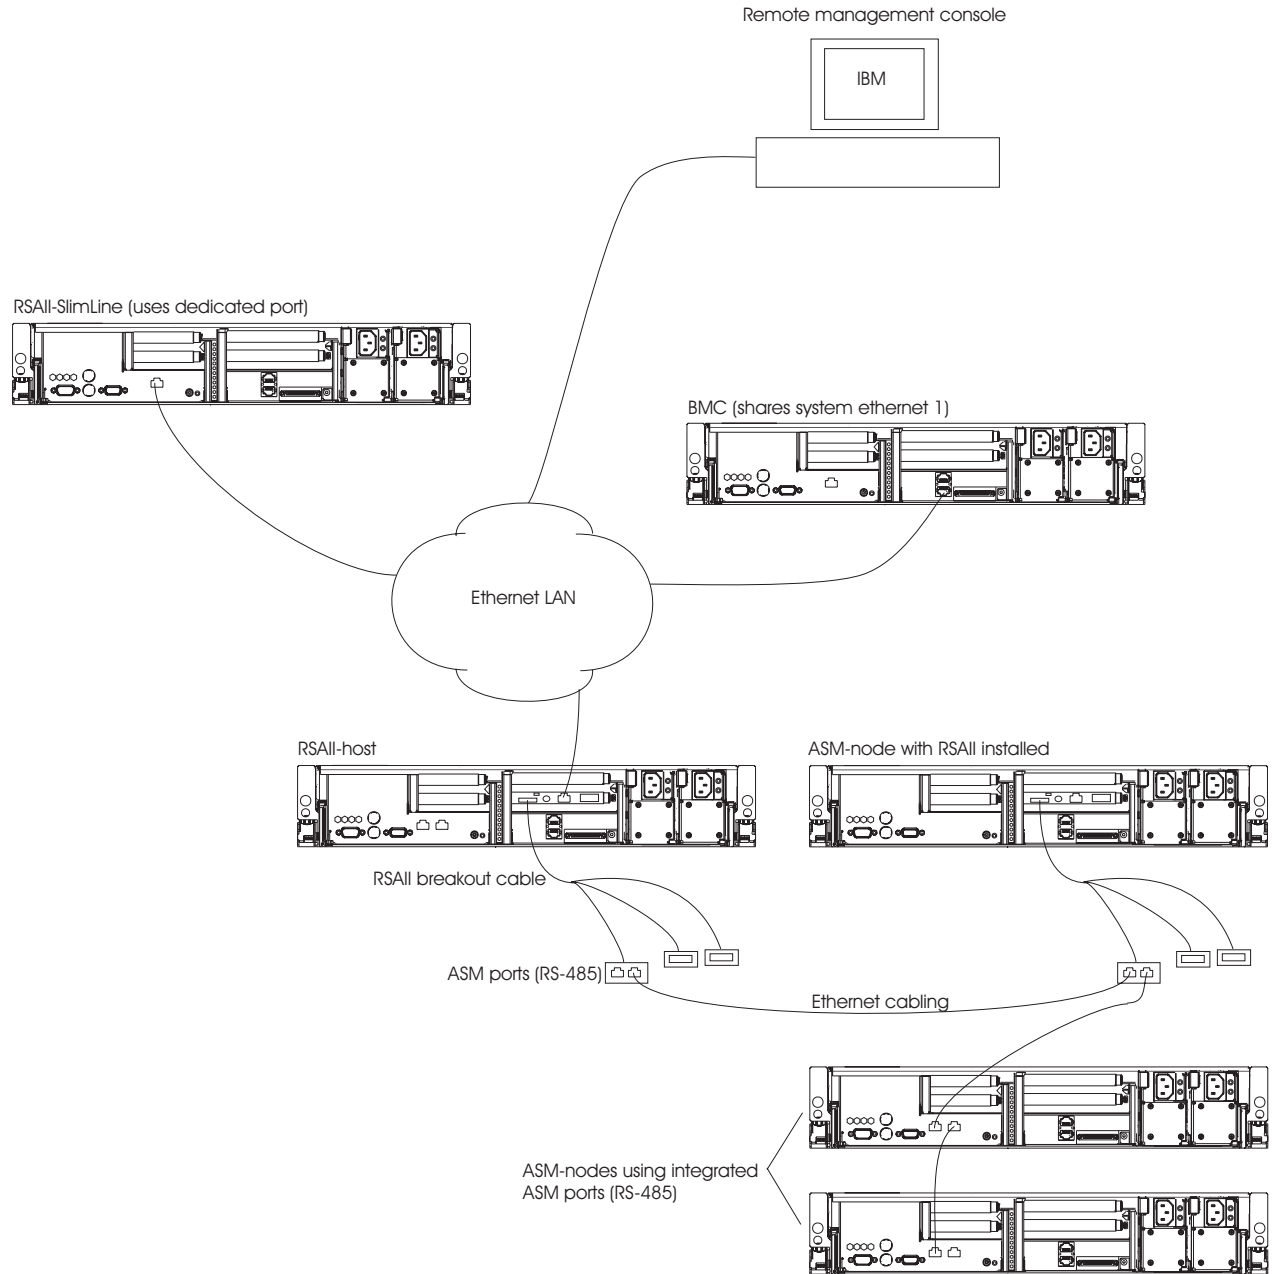 Remote management console
IBM
RSAII-SlimLine (uses dedicated port)
BMC (shares system ethernet 1)
Ethernet LAN
RSAII-host
ASM-node with RSAII installed
RSAII breakout cable
ASM ports (RS-485)
Ethernet cabling
ASM-nodes using integrated
ASM ports (RS-485)